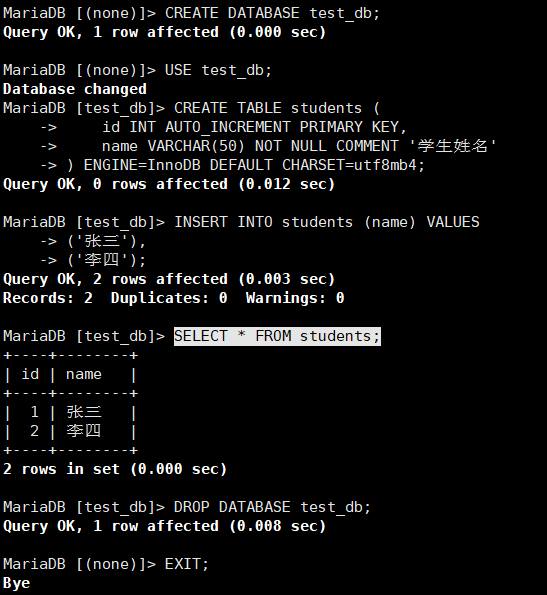 MariaDB [(none)]> CREATE DATABASE test_db;
Query OK, 1 row affected (0.000 sec)
MariaDB [(none)]> USE test_db;
Database changed
MariaDB [test_db]> CREATE TABLE students (
    ->     id INT AUTO_INCREMENT PRIMARY KEY,
    ->     name VARCHAR(50) NOT NULL COMMENT '学生姓名'
    -> ) ENGINE=InnoDB DEFAULT CHARSET=utf8mb4;
Query OK, 0 rows affected (0.012 sec)
MariaDB [test_db]> INSERT INTO students (name) VALUES
    -> ('张三'),
    -> ('李四');
Query OK, 2 rows affected (0.003 sec)
Records: 2  Duplicates: 0  Warnings: 0
MariaDB [test_db]> SELECT * FROM students;
+----+--------+
| id | name   |
+----+--------+
|  1 | 张三   |
|  2 | 李四   |
+----+--------+
2 rows in set (0.000 sec)
MariaDB [test_db]> DROP DATABASE test_db;
Query OK, 1 row affected (0.008 sec)
MariaDB [(none)]> EXIT;
Bye